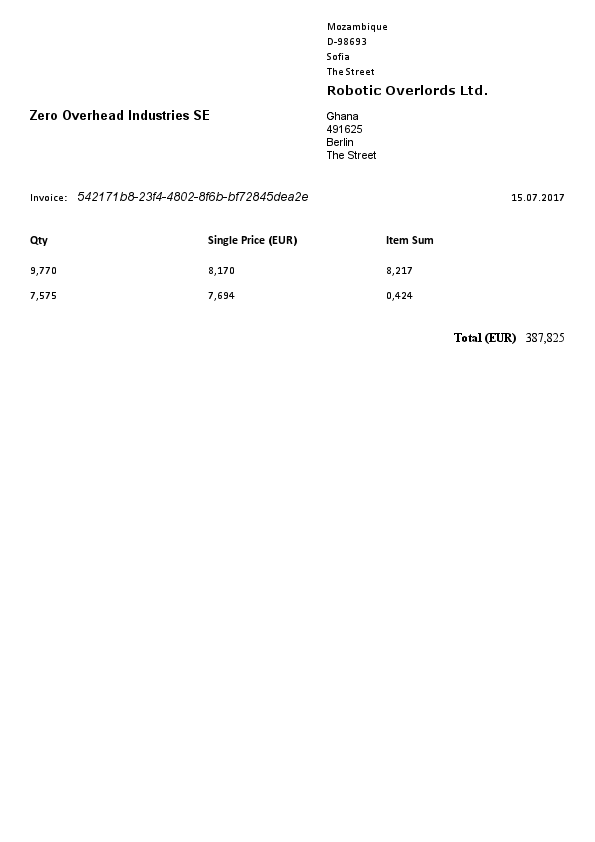 Mozambique
D-98693
Sofia
The Street
Robotic Overlords Ltd.
Zero Overhead Industries SE
Ghana
491625
Berlin
The Street
Invoice: 542171b8-23f4-4802-8f6b-bf72845dea2e 15.07.2017
Qty Single Price (EUR) Item Sum
9,770 8,170 8,217
7,575 7,694 0,424
Total (EUR) 387,825